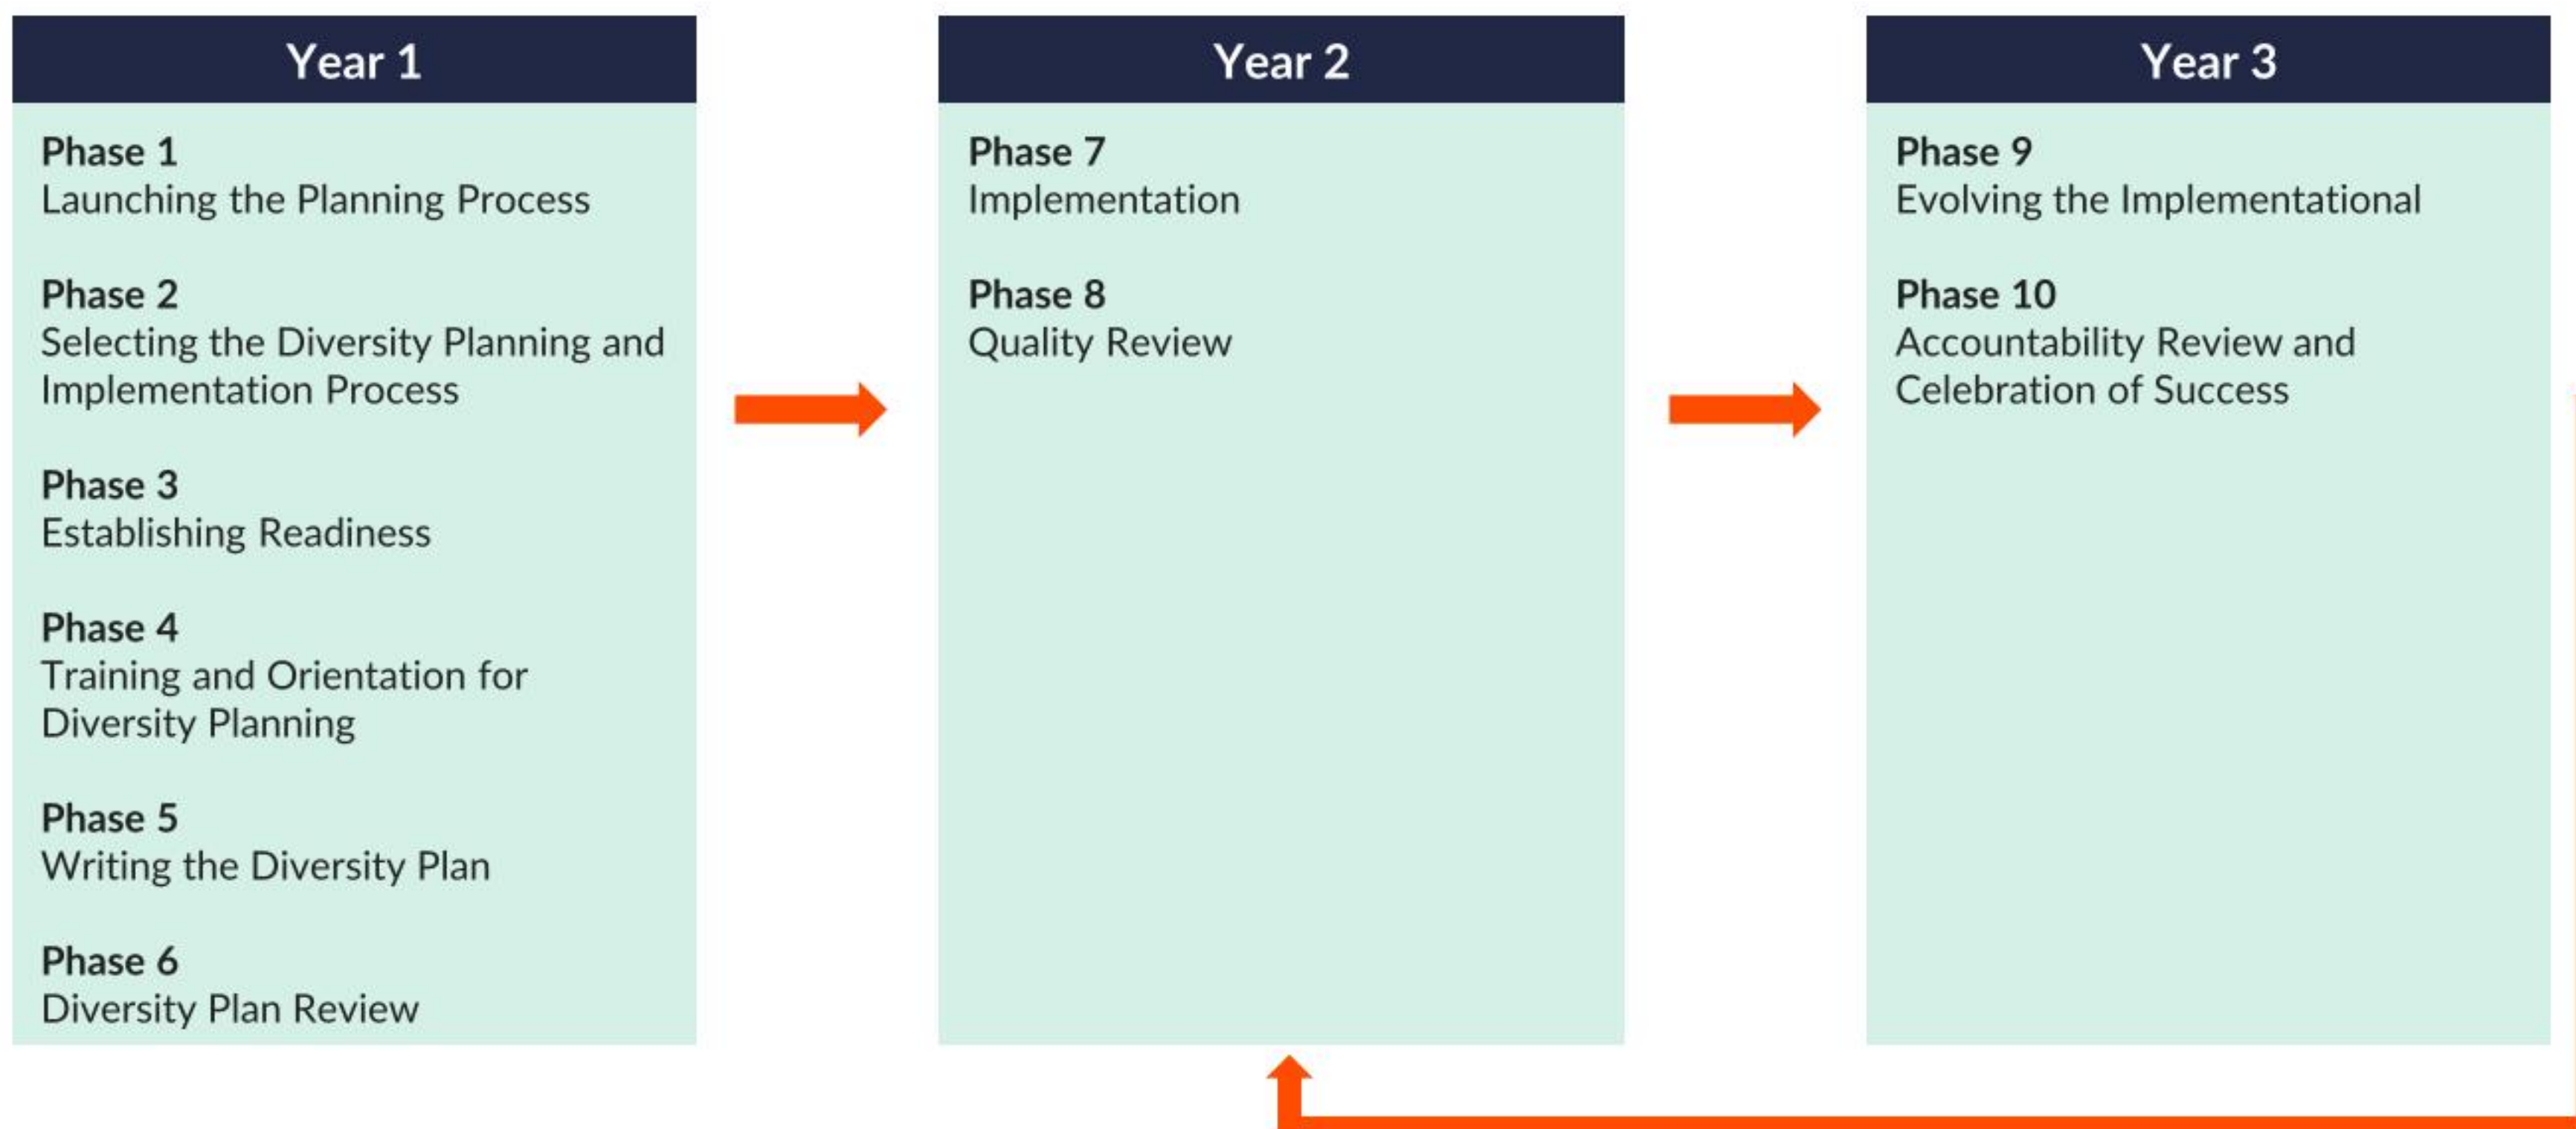 Year 1
Phase 1
Launching the Planning Process
Phase 2
Selecting the Diversity Planning and
Implementation Process
Phase 3
Establishing Readiness
Phase 4
Training and Orientation for
Diversity Planning
Phase 5
Writing the Diversity Plan
Phase 6
Diversity Plan Review
Year 2
Phase 7
Implementation
Phase 8
Quality Review
Year 3
Phase 9
Evolving the Implementational
Phase 10
Accountability Review and
Celebration of Success